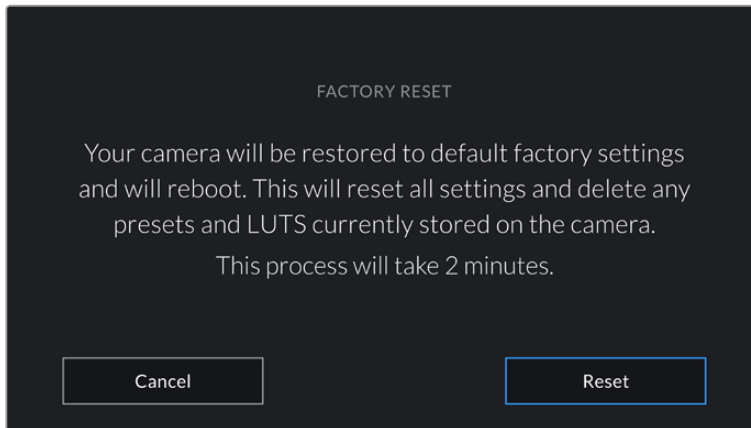 FACTORY RESET
Your camera will be restored to default factory settings
and will reboot. This will reset all settings and delete any
presets and LUTS currently stored on the camera.
This process will take 2 minutes.
Cancel
Reset